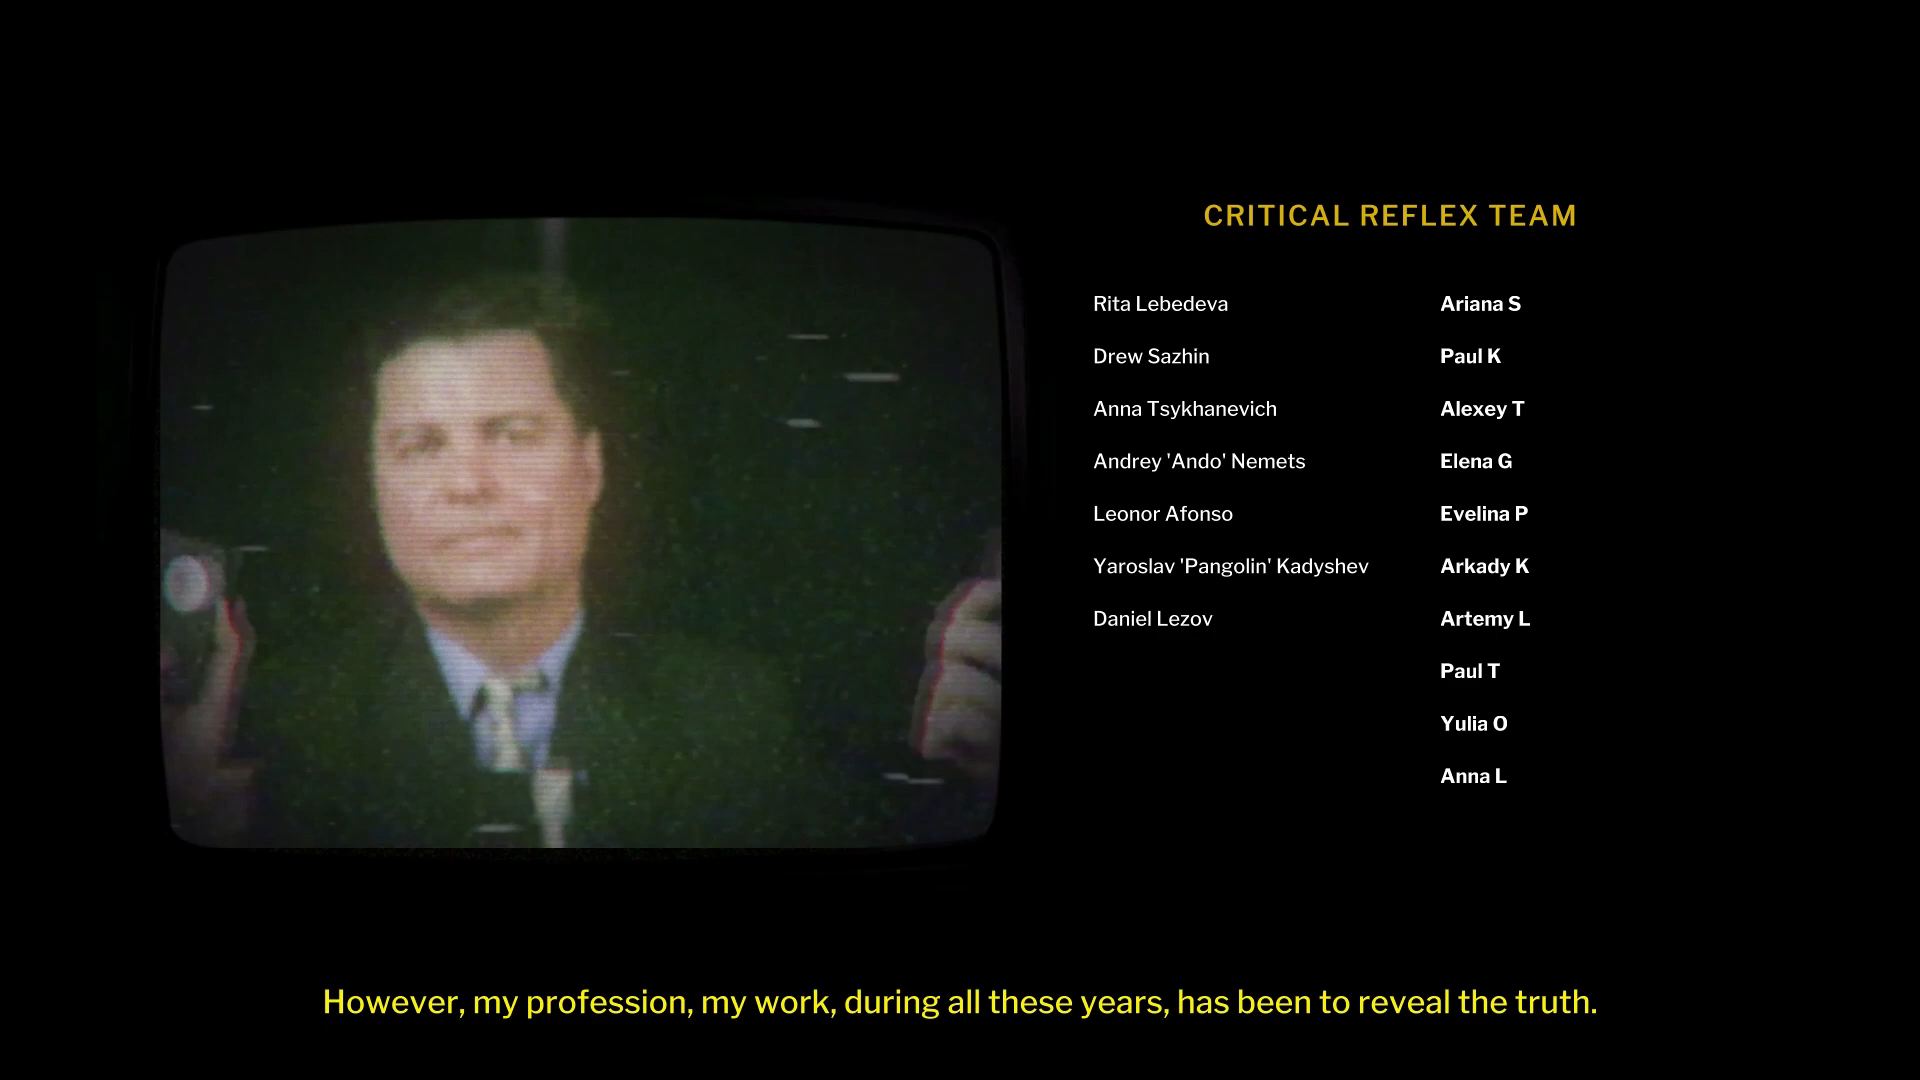 CRITICAL REFLEX TEAM
Rita Lebedeva
Drew Sazhin
Anna Tsykhanevich
Andrey 'Ando' Nemets
Leonor Afonso
Yaroslav 'Pangolin' Kadyshev
Daniel Lezov
Ariana S
Paul K
Alexey T
Elena G
Evelina P
Arkady K
Artemy L
Paul T
Yulia O
Anna L
However, my profession, my work, during all these years, has been to reveal the truth.